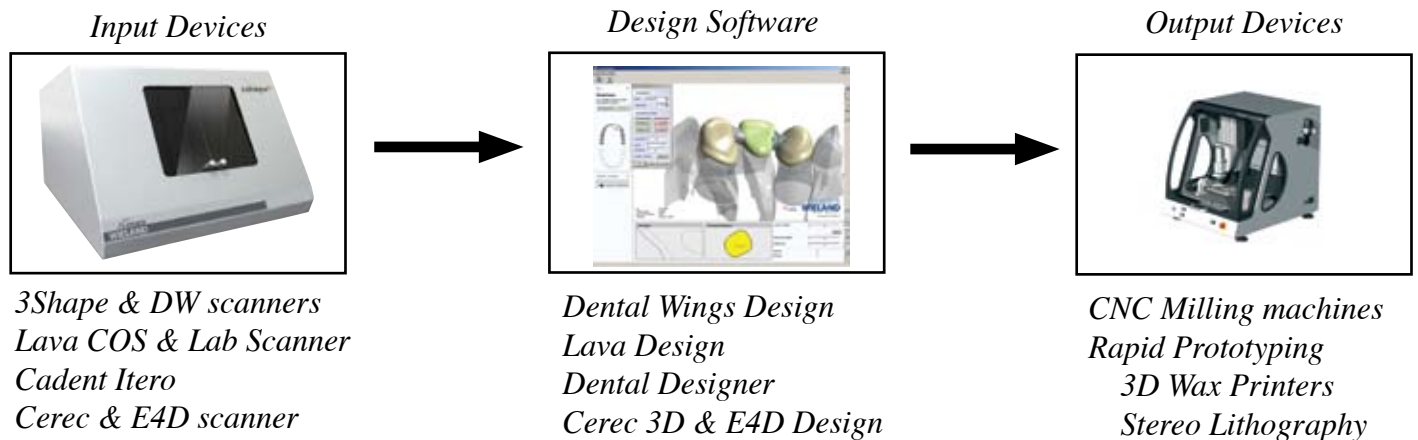 Input Devices
Design Software
Output Devices
WIELAND
WIELAND
3Shape & DW scanners
Lava COS & Lab Scanner
Cadent Itero
Cerec & E4D scanner
Dental Wings Design
Lava Design
Dental Designer
Cerec 3D & E4D Design
CNC Milling machines
Rapid Prototyping
3D Wax Printers
Stereo Lithography